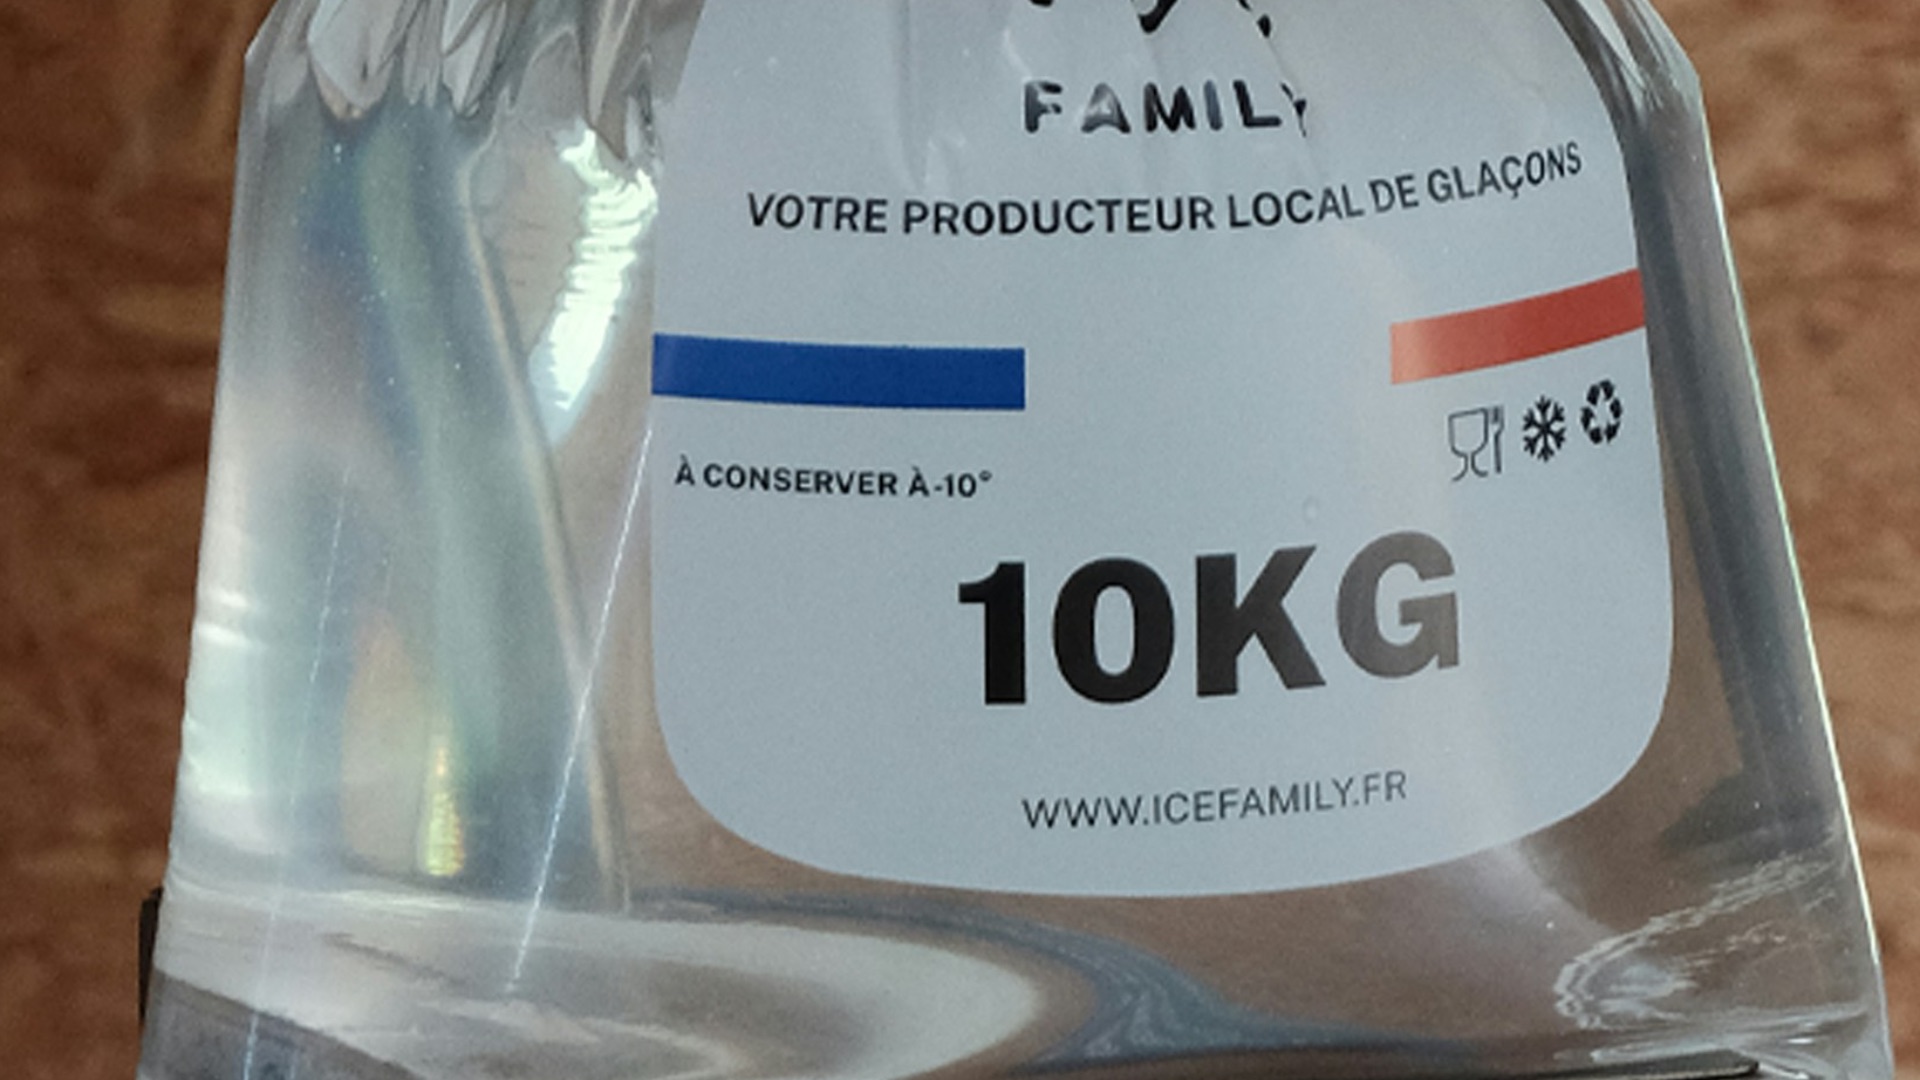 FAMILY
VOTRE PRODUCTEUR LOCAL DE GLAÇONS
À CONSERVER À -10°
10KG
WWW.ICEFAMILY.FR